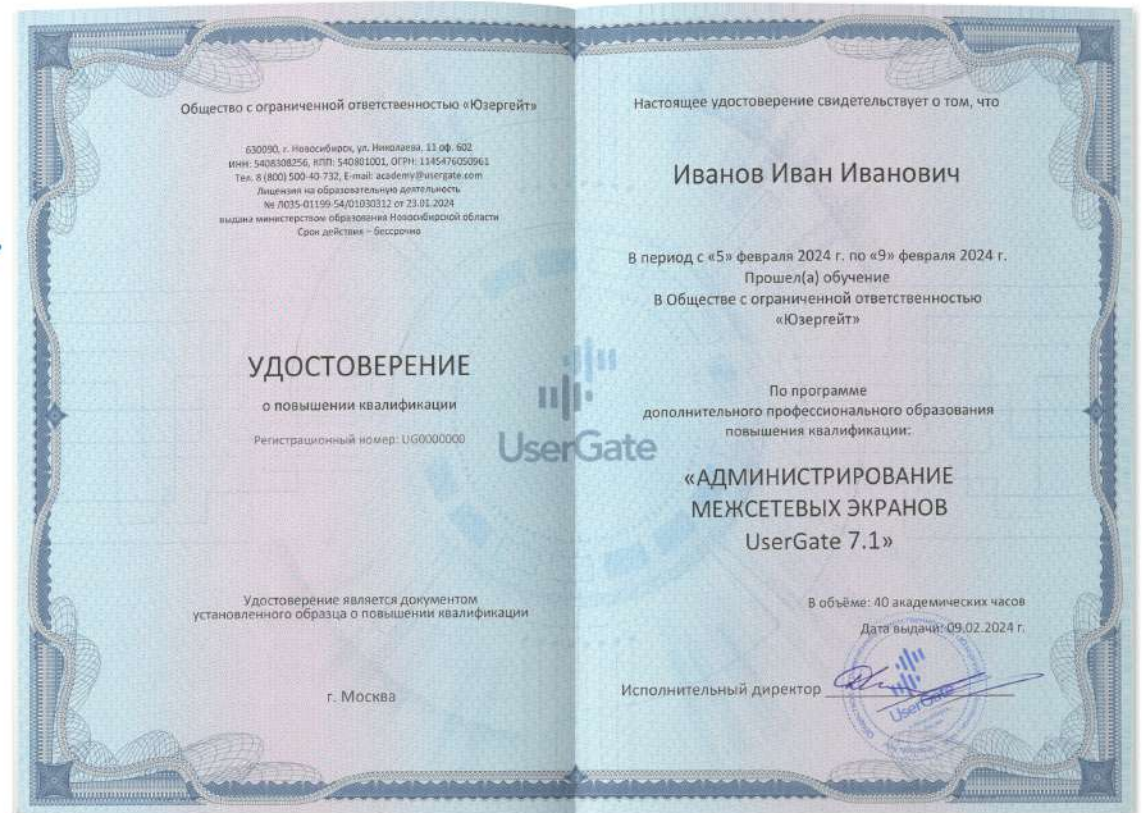 Общество с ограниченной ответственностью «Юзергейт»
630090, г. Новосибирск, ул. Николаева, 11 оф. 602
ИНН: 5408308256, КПП: 540801001, ОГРН: 1145476050961
Тел. 8 (800) 500-40-732, E-mail: academy@usergate.com
Лицензия на образовательную деятельность
№ Л035-01199-54/01030312 от 23.01.2024
выдана министерством образования Новосибирской области
Срок действия – бессрочно
УДОСТОВЕРЕНИЕ
о повышении квалификации
Регистрационный номер: UG0000000
Удостоверение является документом
установленного образца о повышении квалификации
г. Москва
UserGate
Настоящее удостоверение свидетельствует о том, что
Иванов Иван Иванович
В период с «5» февраля 2024 г. по «9» февраля 2024 г.
Прошел(а) обучение
В Обществе с ограниченной ответственностью
«Юзергейт»
По программе
дополнительного профессионального образования
повышения квалификации:
«АДМИНИСТРИРОВАНИЕ
МЕЖСЕТЕВЫХ ЭКРАНОВ
UserGate 7.1»
В объёме: 40 академических часов
Дата выдачи: 09.02.2024 г.
Исполнительный директор
UserGate